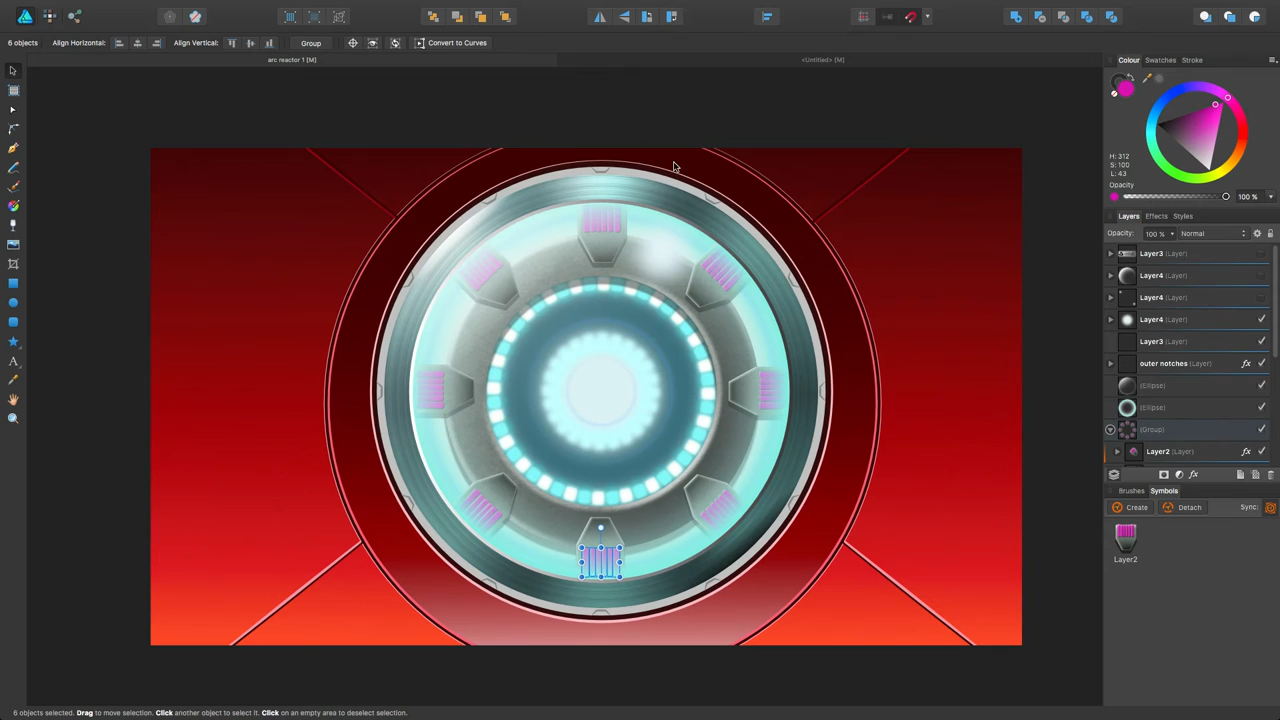 6 objects
Align Horizontal:
Align Vertical:
Group
Convert to Curves
arc reactor 1 [M]
<Untitled> [M]
Colour
Swatches
Stroke
H: 312
S: 100
L: 43
Opacity
100 %
Layers
Effects
Styles
Opacity:
100 %
Normal
Layer3 (Layer)
Layer4 (Layer)
Layer4 (Layer)
Layer4 (Layer)
Layer3 (Layer)
outer notches (Layer)
fx
(Ellipse)
(Ellipse)
(Group)
Layer2 (Layer)
fx
fx
Brushes
Symbols
Create
Detach
Sync:
Layer2
6 objects selected. Drag to move selection. Click another object to select it. Click on an empty area to deselect selection.